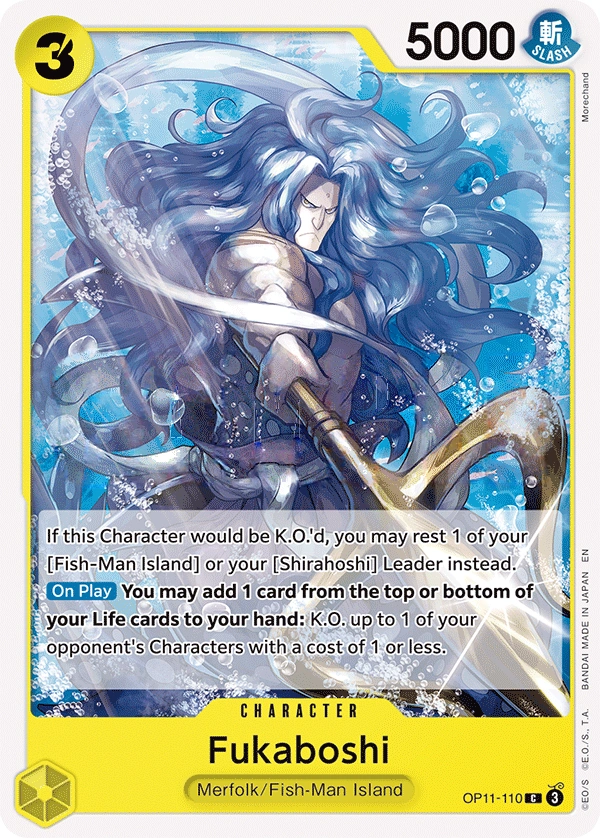 3
5000
斬
SLASH
Morechand
If this Character would be K.O.'d, you may rest 1 of your
[Fish-Man Island] or your [Shirahoshi] Leader instead.
On Play You may add 1 card from the top or bottom of
your Life cards to your hand: K.O. up to 1 of your
opponent's Characters with a cost of 1 or less.
CHARACTER
Fukaboshi
Merfolk/Fish-Man Island
OP11-110 C 3
©EO/S ©E.O./S., T.A. BANDAI MADE IN JAPAN EN